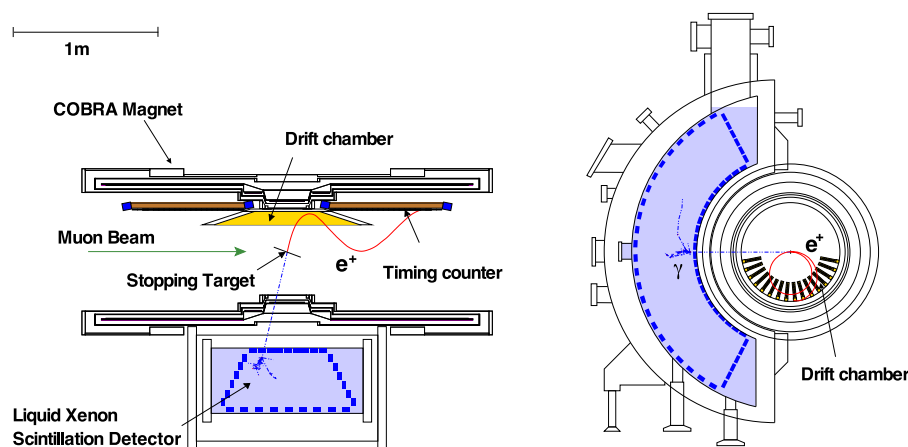 1m
COBRA Magnet
Drift chamber
Muon Beam
e+
Stopping Target
Timing counter
Liquid Xenon
Scintillation Detector
γ
e+
Drift chamber